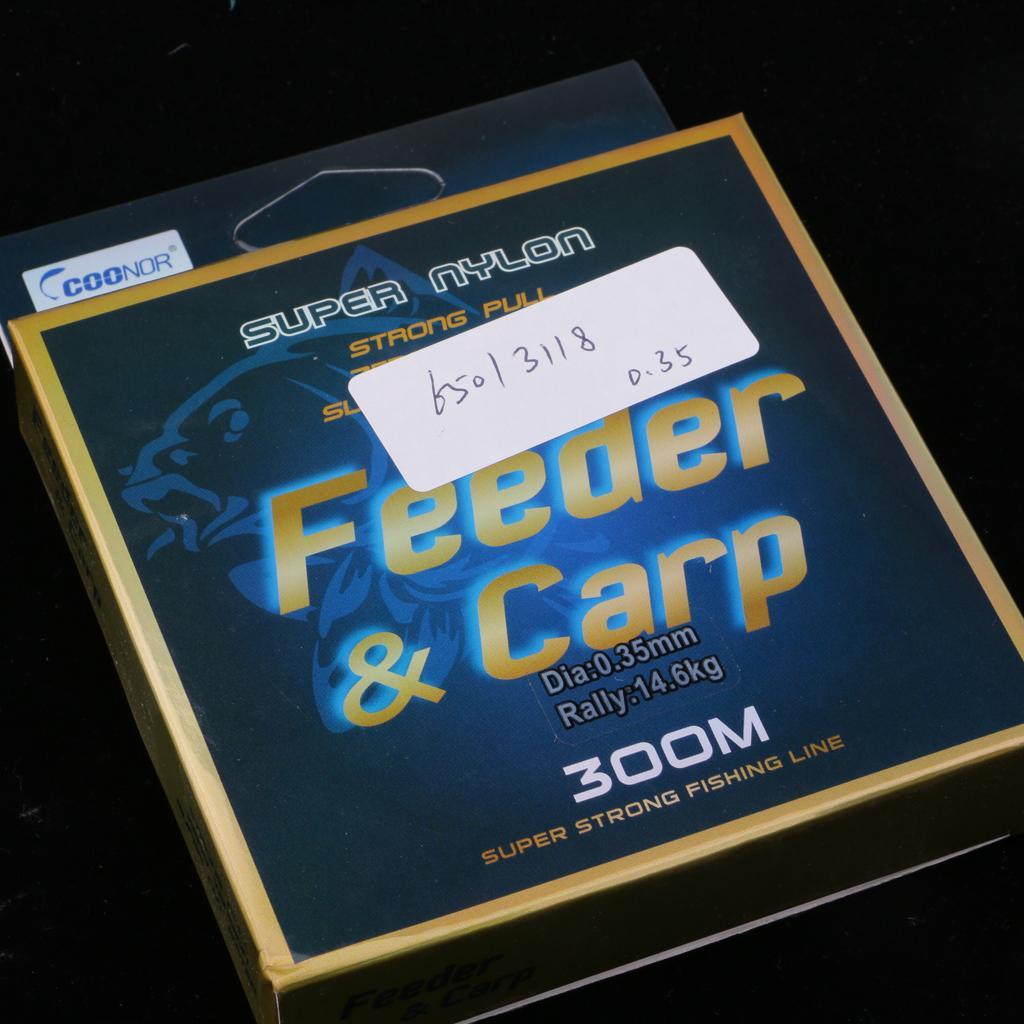 COONOR®
SUPER NYLON
STRONG PULL
65013118
0.35
Feeder
& Carp
Dia:0.35mm
Rally:14.6kg
300M
SUPER STRONG FISHING LINE
Feeder
& Carp